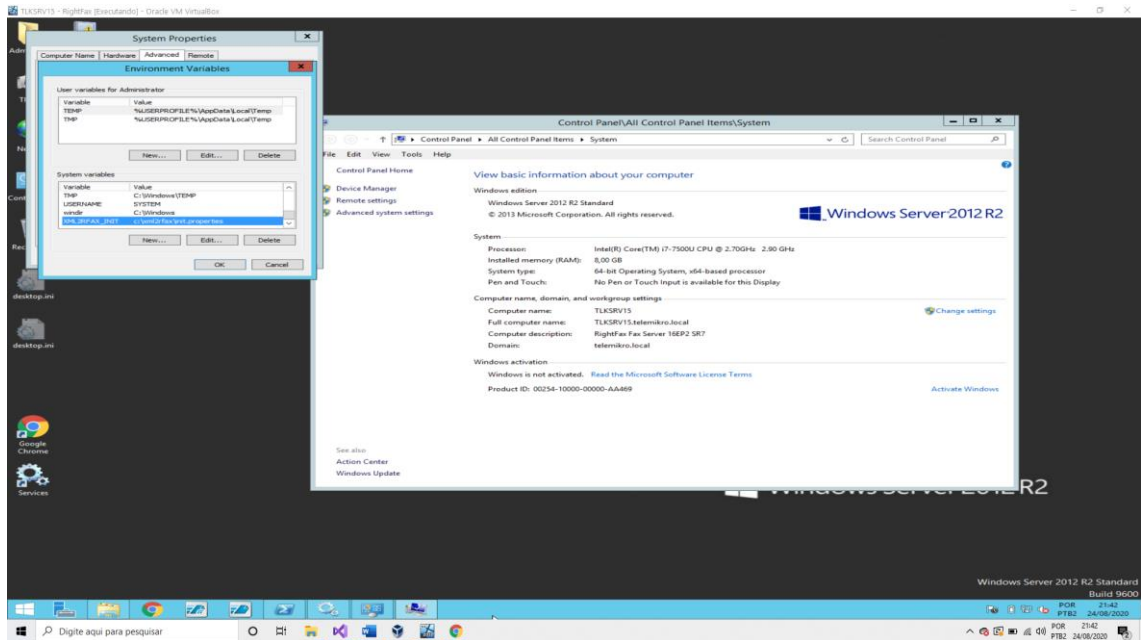 TLKSRV15 - RightFax [Executando] - Oracle VM VirtualBox
System Properties
Computer Name Hardware Advanced Remote
Environment Variables
User variables for Administrator
Variable Value
TEMP %USERPROFILE%\AppData\Local\Temp
TMP %USERPROFILE%\AppData\Local\Temp
New... Edit... Delete
System variables
Variable Value
TMP C:\Windows\TEMP
USERNAME SYSTEM
windir C:\Windows
XML2RFAX_INIT c:\xml2rfax\init.properties
New... Edit... Delete
OK Cancel
Control Panel\All Control Panel Items\System
Control Panel All Control Panel Items System
Search Control Panel
File Edit View Tools Help
Control Panel Home
Device Manager
Remote settings
Advanced system settings
See also
Action Center
Windows Update
View basic information about your computer
Windows edition
Windows Server 2012 R2 Standard
© 2013 Microsoft Corporation. All rights reserved.
Windows Server 2012 R2
System
Processor: Intel(R) Core(TM) i7-7500U CPU @ 2.70GHz 2.90 GHz
Installed memory (RAM): 8,00 GB
System type: 64-bit Operating System, x64-based processor
Pen and Touch: No Pen or Touch Input is available for this Display
Computer name, domain, and workgroup settings
Computer name: TLKSRV15
Change settings
Full computer name: TLKSRV15.telemikro.local
Computer description: RightFax Fax Server 16EP2 SR7
Domain: telemikro.local
Windows activation
Windows is not activated. Read the Microsoft Software License Terms
Product ID: 00254-10000-00000-AA469
Activate Windows
desktop.ini
desktop.ini
Google
Chrome
Services
Windows Server 2012 R2
Windows Server 2012 R2 Standard
Build 9600
POR 21:42
PTB2 24/08/2020
Digite aqui para pesquisar
POR 21:42
PTB2 24/08/2020